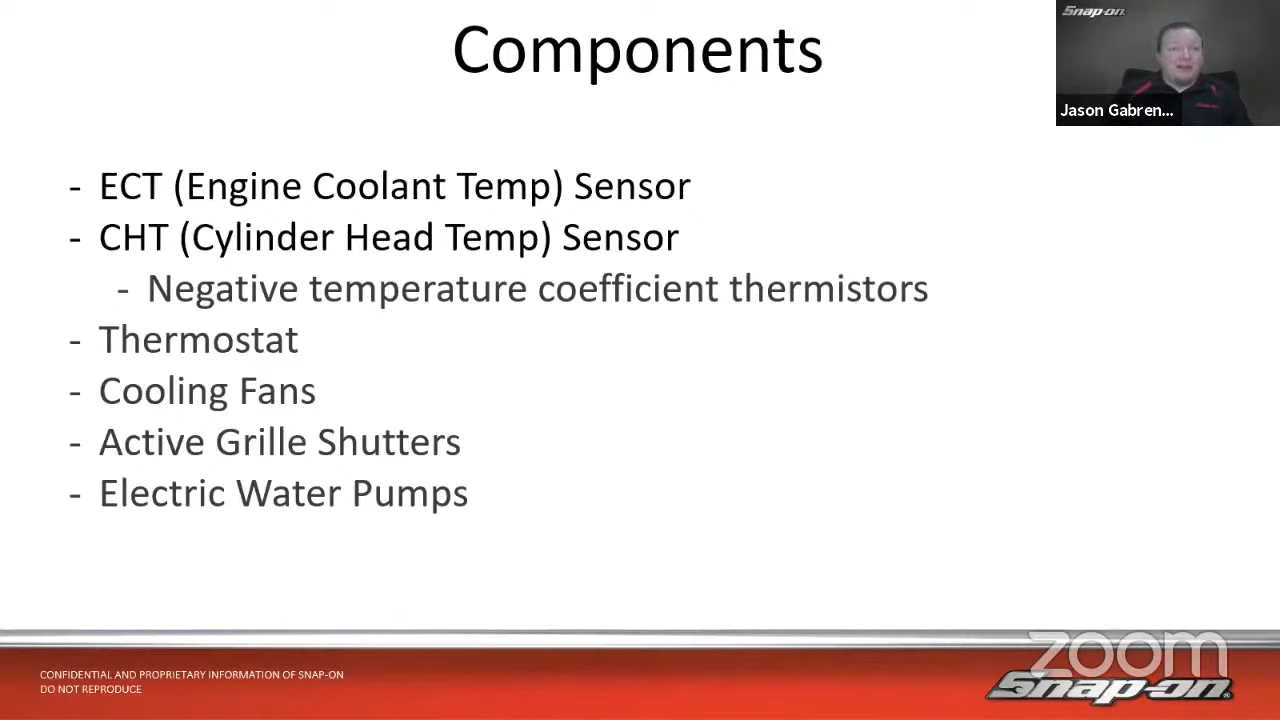 Components
Snap-on
Jason Gabren...
- ECT (Engine Coolant Temp) Sensor
- CHT (Cylinder Head Temp) Sensor
- Negative temperature coefficient thermistors
- Thermostat
- Cooling Fans
- Active Grille Shutters
- Electric Water Pumps
CONFIDENTIAL AND PROPRIETARY INFORMATION OF SNAP-ON
DO NOT REPRODUCE
zoom
Snap-on